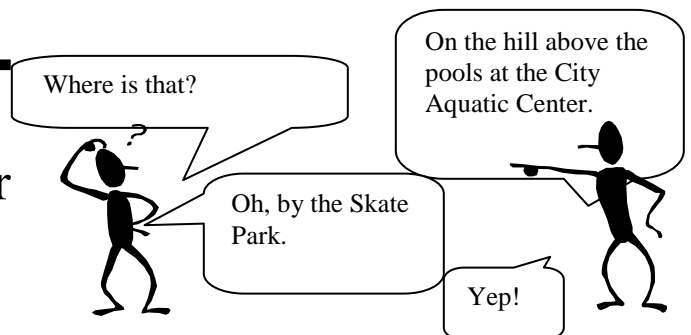 Where is that?
?
On the hill above the
pools at the City
Aquatic Center.
r
Oh, by the Skate
Park.
Yep!